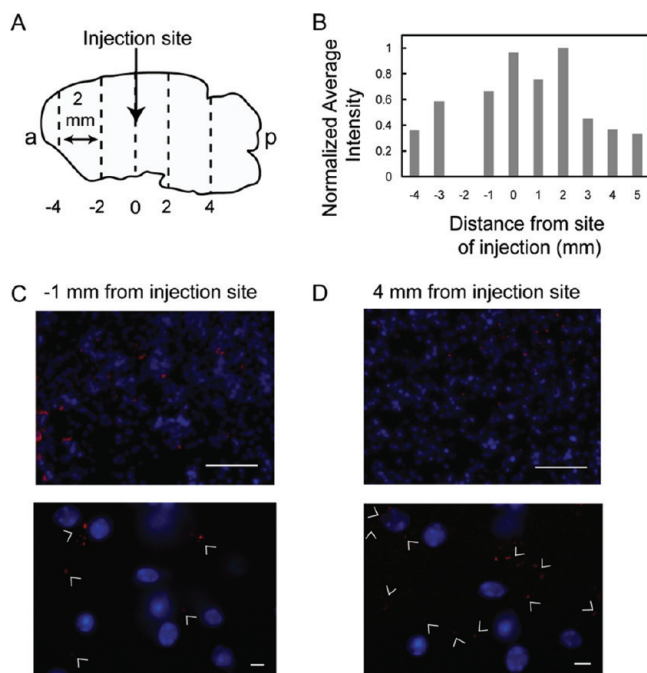 A
Injection site
2
mm
a
p
-4 -2 0 2 4
B
Normalized Average
Intensity
1
0.8
0.6
0.4
0.2
0
-4 -3 -2 -1 0 1 2 3 4 5
Distance from site
of injection (mm)
C -1 mm from injection site
D 4 mm from injection site